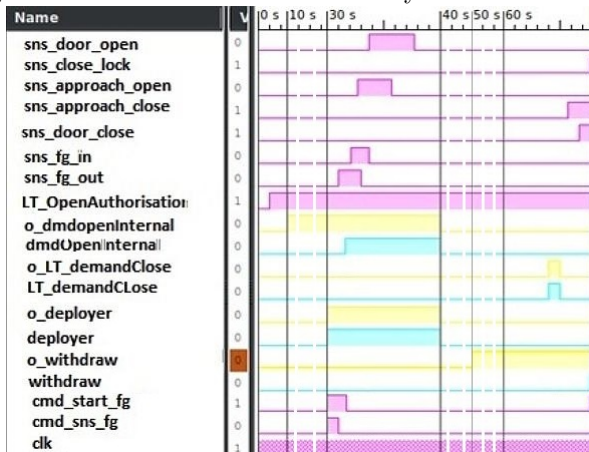 Name V 0 s 10 s 30 s 40 s 50 s 60 s
sns_door_open 0
sns_close_lock 1
sns_approach_open 0
sns_approach_close 1
sns_door_close 1
sns_fg_in 0
sns_fg_out 0
LT_OpenAuthorisation 1
o_dmdopenInternal 0
dmdOpenInternal 0
o_LT_demandClose 0
LT_demandCLose 0
o_deployer 0
deployer 0
o_withdraw 0
withdraw 0
cmd_start_fg 1
cmd_sns_fg 0
clk 1